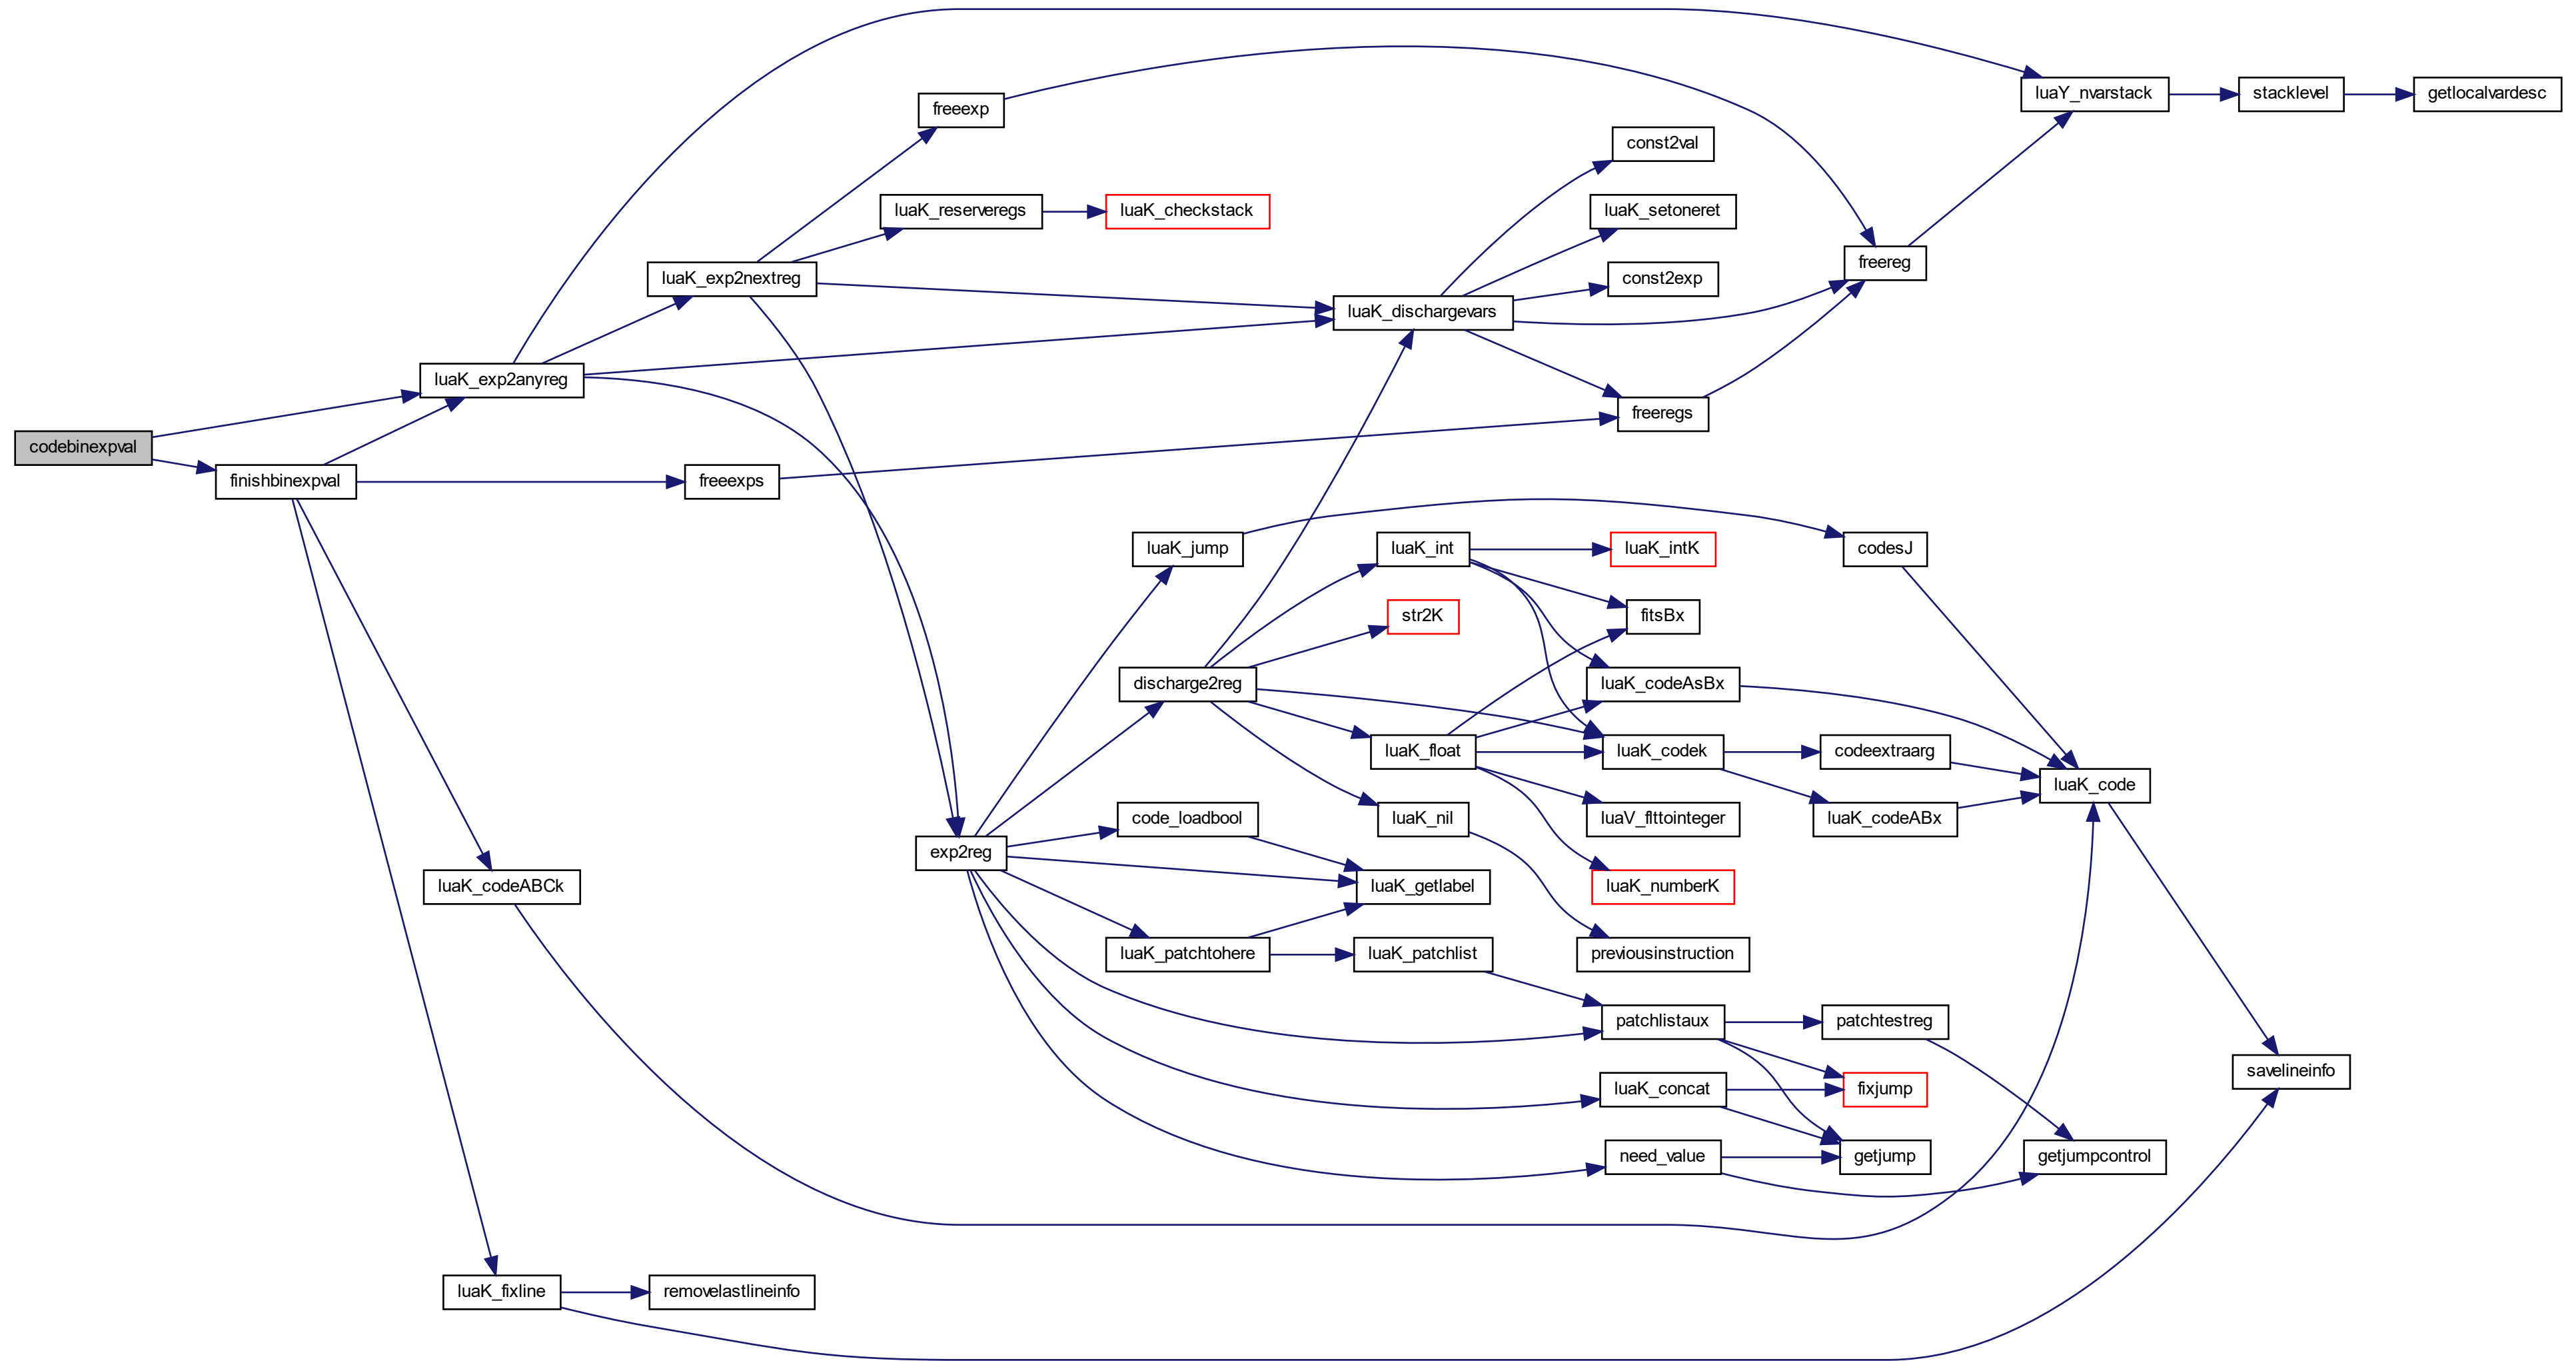 codebinexpval
luaK_exp2anyreg
finishbinexpval
luaK_codeABCk
luaK_fixline
luaK_exp2nextreg
freeexps
removelastlineinfo
freeexp
luaK_reserveregs
exp2reg
luaK_checkstack
luaK_jump
discharge2reg
code_loadbool
luaK_patchtohere
luaK_dischargevars
luaK_int
str2K
luaK_float
luaK_nil
luaK_getlabel
luaK_patchlist
const2val
luaK_setoneret
const2exp
freeregs
luaK_intK
fitsBx
luaK_codeAsBx
luaK_codek
luaV_flttointeger
luaK_numberK
previousinstruction
patchlistaux
luaK_concat
need_value
freereg
codesJ
codeextraarg
luaK_codeABx
patchtestreg
fixjump
getjump
luaY_nvarstack
luaK_code
getjumpcontrol
stacklevel
savelineinfo
getlocalvardesc